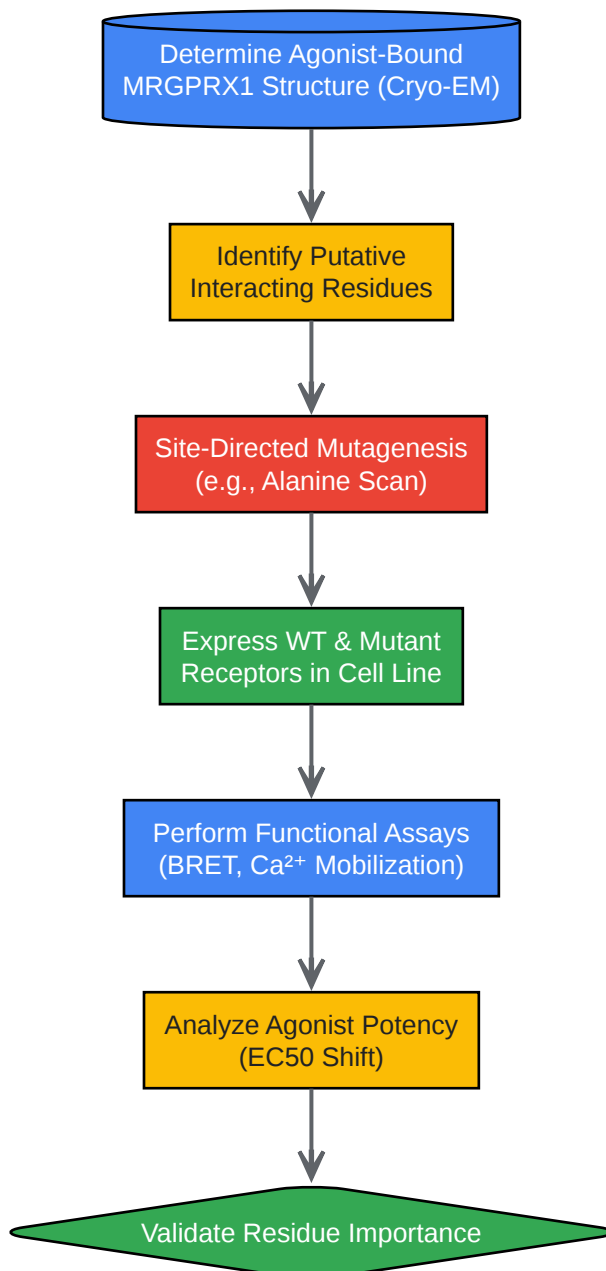 Determine Agonist-Bound
MRGPRX1 Structure (Cryo-EM)
Identify Putative
Interacting Residues
Site-Directed Mutagenesis
(e.g., Alanine Scan)
Express WT & Mutant
Receptors in Cell Line
Perform Functional Assays
(BRET, Ca²⁺ Mobilization)
Analyze Agonist Potency
(EC50 Shift)
Validate Residue Importance